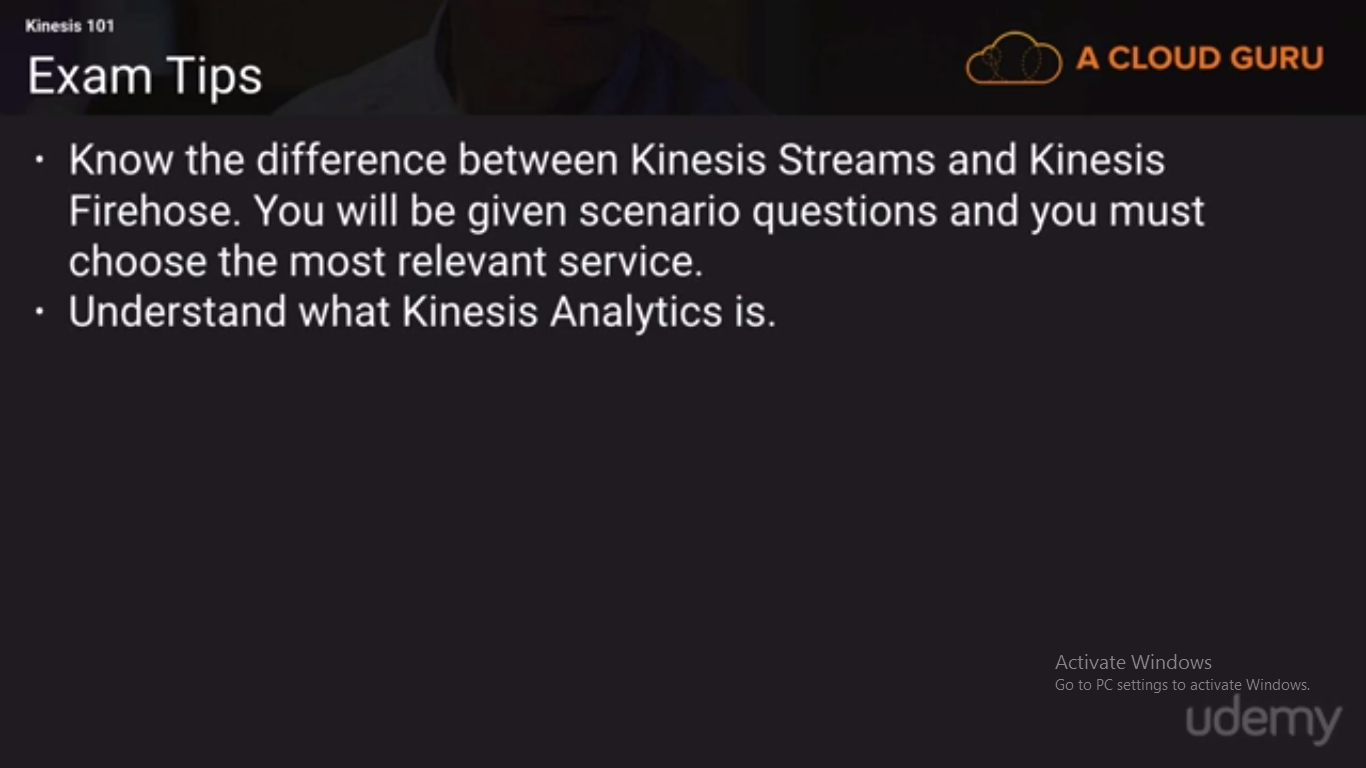 Kinesis 101
Exam Tips
A CLOUD GURU
• Know the difference between Kinesis Streams and Kinesis
Firehose. You will be given scenario questions and you must
choose the most relevant service.
• Understand what Kinesis Analytics is.
Activate Windows
Go to PC settings to activate Windows.
udemy